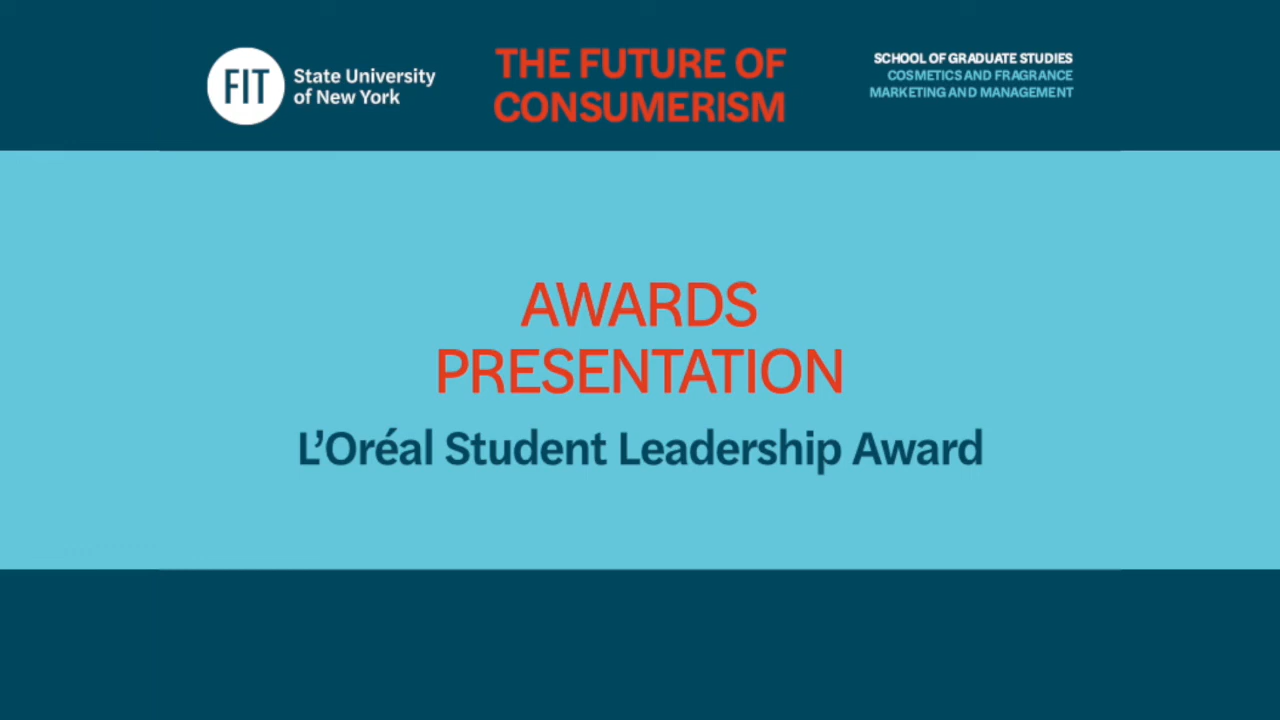 FIT
State University
of New York
THE FUTURE OF
CONSUMERISM
SCHOOL OF GRADUATE STUDIES
COSMETICS AND FRAGRANCE
MARKETING AND MANAGEMENT
AWARDS
PRESENTATION
L’Oréal Student Leadership Award